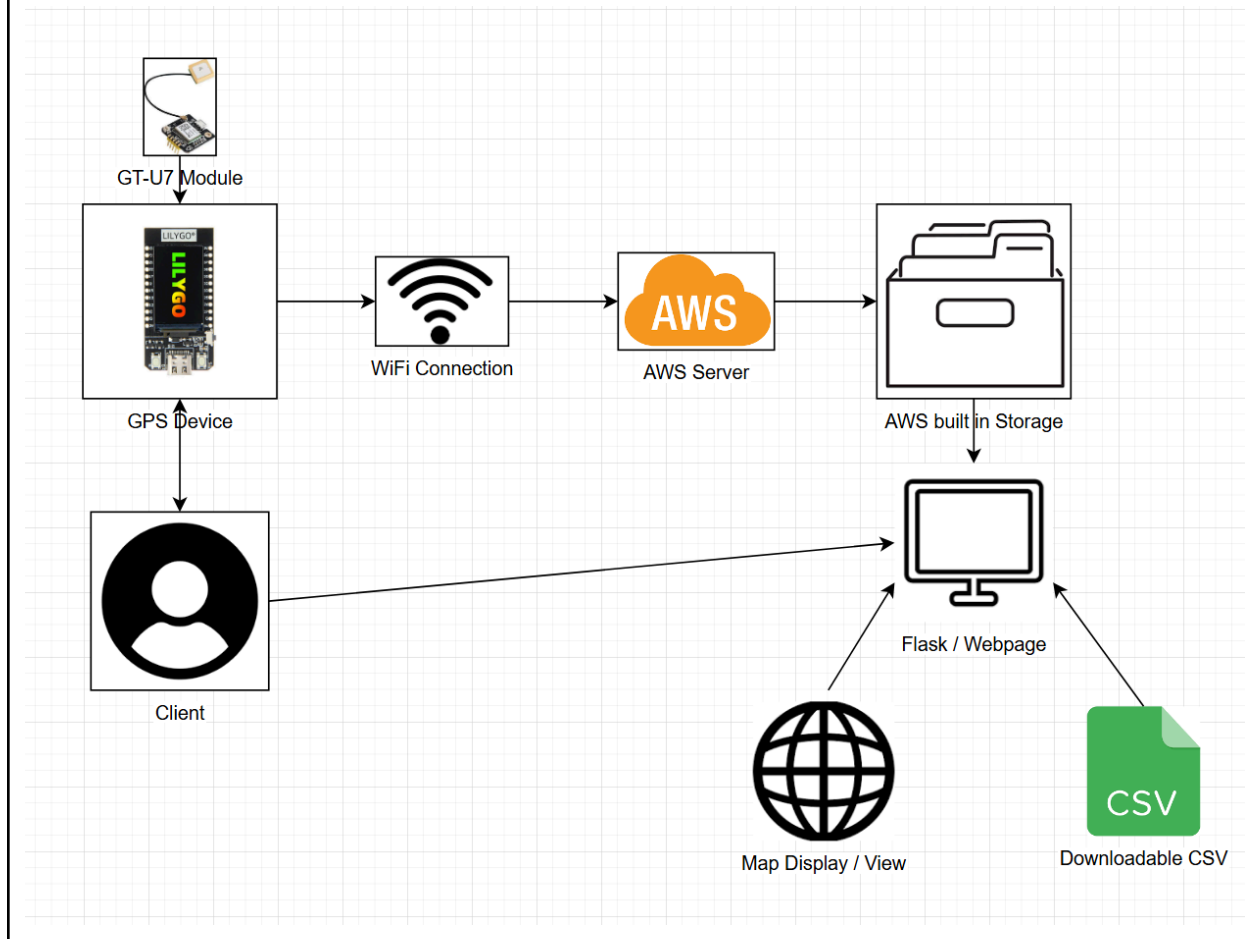 GT-U7 Module
LILYGO®
LILYGO
GPS Device
WiFi Connection
AWS
AWS Server
AWS built in Storage
Client
Flask / Webpage
Map Display / View
CSV
Downloadable CSV